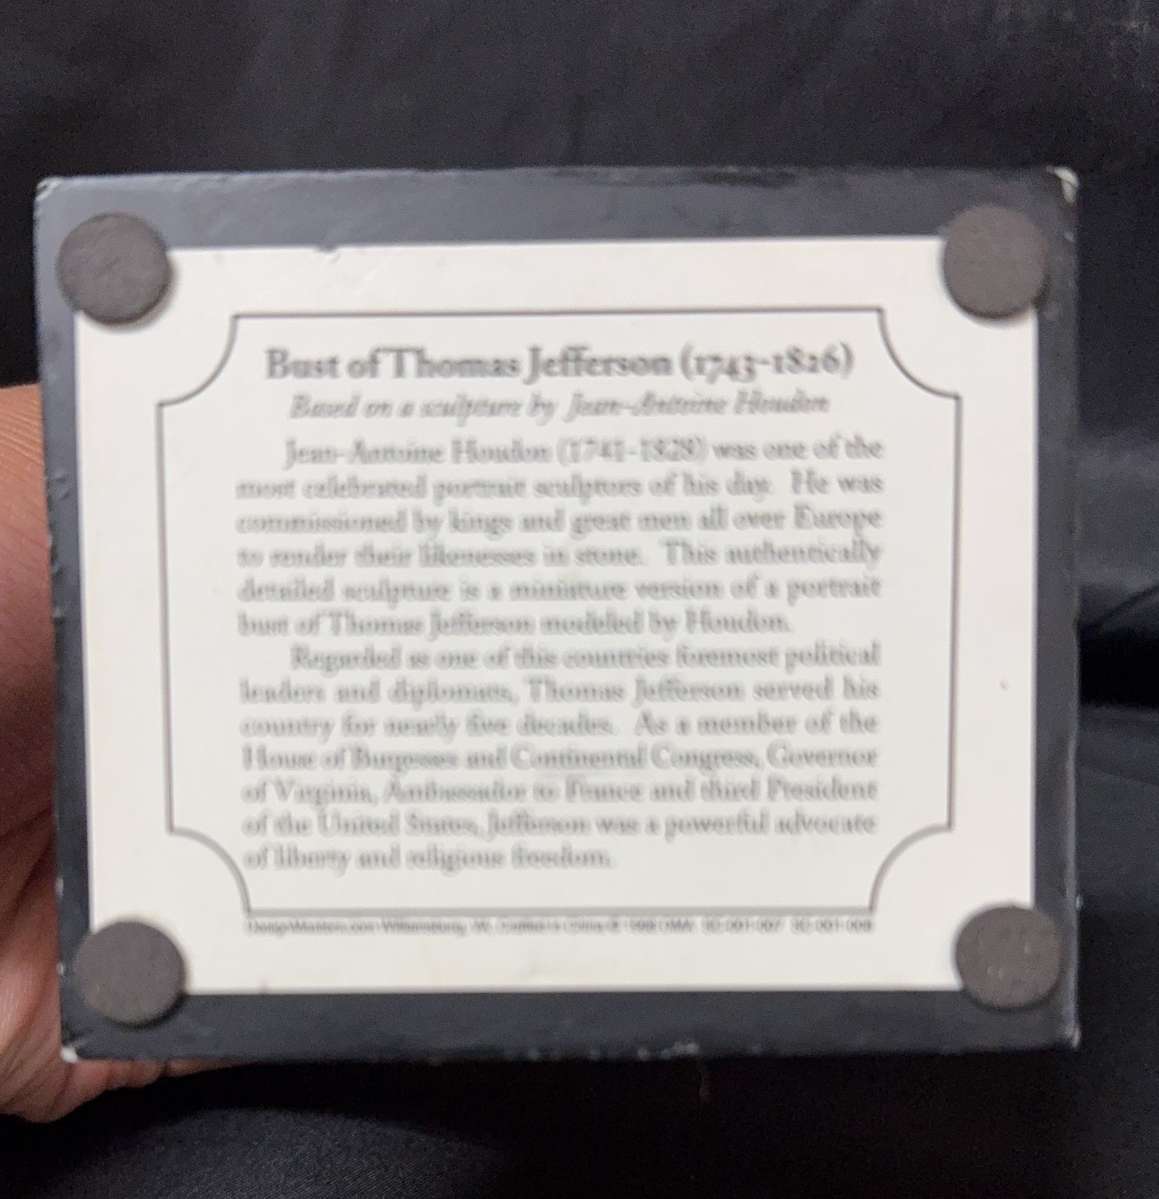 Bust of Thomas Jefferson (1743-1826)
Based on a sculpture by Jean-Antoine Houdon
Jean-Antoine Houdon (1741-1828) was one of the
most celebrated portrait sculptors of his day. He was
commissioned by kings and great men all over Europe
to render their likenesses in stone. This authentically
detailed sculpture is a miniature version of a portrait
bust of Thomas Jefferson modeled by Houdon.
Regarded as one of this countries foremost political
leaders and diplomats, Thomas Jefferson served his
country for nearly five decades. As a member of the
House of Burgesses and Continental Congress, Governor
of Virginia, Ambassador to France and third President
of the United States, Jefferson was a powerful advocate
of liberty and religious freedom.
Williamsburg,